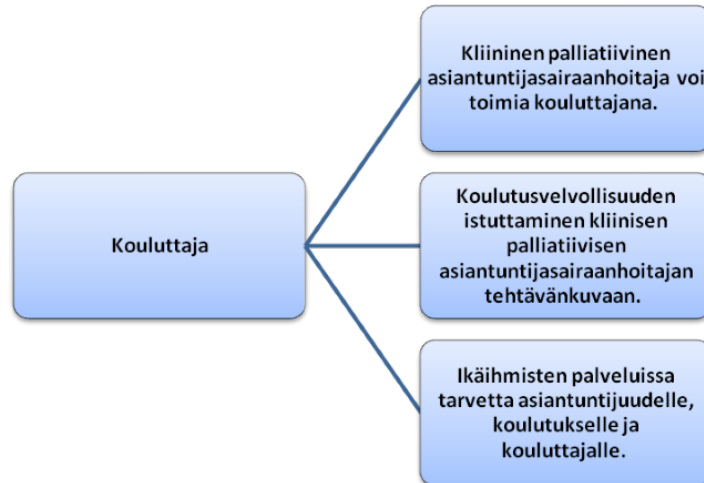 Kouluttaja
Kliininen palliatiivinen
asiantuntijasairaanhoitaja voi
toimia kouluttajana.
Koulutusvelvollisuuden
istuttaminen kliinisen
palliatiivisen
asiantuntijasairaanhoitajan
tehtävänkuvaan.
Ikäihmisten palveluissa
tarvetta asiantuntijuudelle,
koulutukselle ja
kouluttajalle.